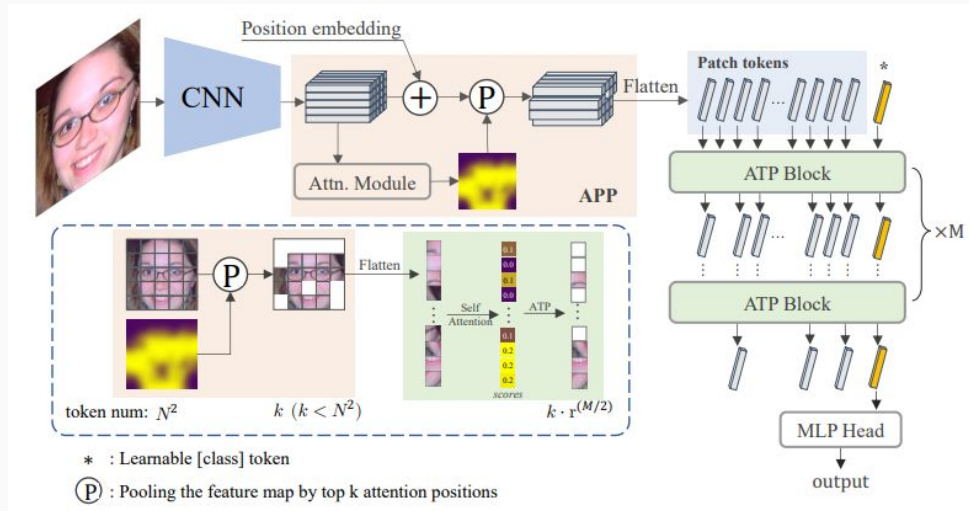 Position embedding
CNN
+
P
Flatten
Attn. Module
APP
Patch tokens
*
... 
ATP Block
...
×M
ATP Block
MLP Head
output
P
Flatten
Self
Attention
ATP
0.1
0.0
0.1
0.0
0.1
0.2
0.2
0.2
scores
token num: N²
k (k < N²)
k · r^(M/2)
* : Learnable [class] token
P : Pooling the feature map by top k attention positions